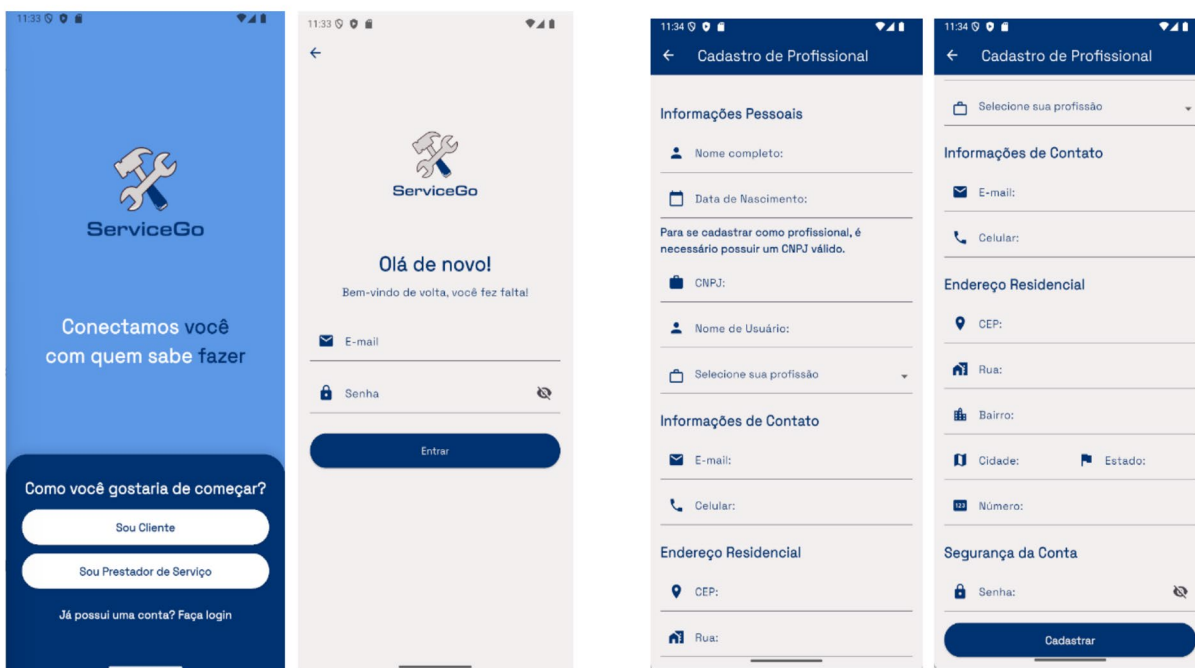 11:33
ServiceGo
Conectamos você
com quem sabe fazer
Como você gostaria de começar?
Sou Cliente
Sou Prestador de Serviço
Já possui uma conta? Faça login
11:33
ServiceGo
Olá de novo!
Bem-vindo de volta, você fez falta!
E-mail
Senha
Entrar
11:34
Cadastro de Profissional
Informações Pessoais
Nome completo:
Data de Nascimento:
Para se cadastrar como profissional, é
necessário possuir um CNPJ válido.
CNPJ:
Nome de Usuário:
Selecione sua profissão
Informações de Contato
E-mail:
Celular:
Endereço Residencial
CEP:
Rua:
11:34
Cadastro de Profissional
Selecione sua profissão
Informações de Contato
E-mail:
Celular:
Endereço Residencial
CEP:
Rua:
Bairro:
Cidade: Estado:
123 Número:
Segurança da Conta
Senha:
Cadastrar